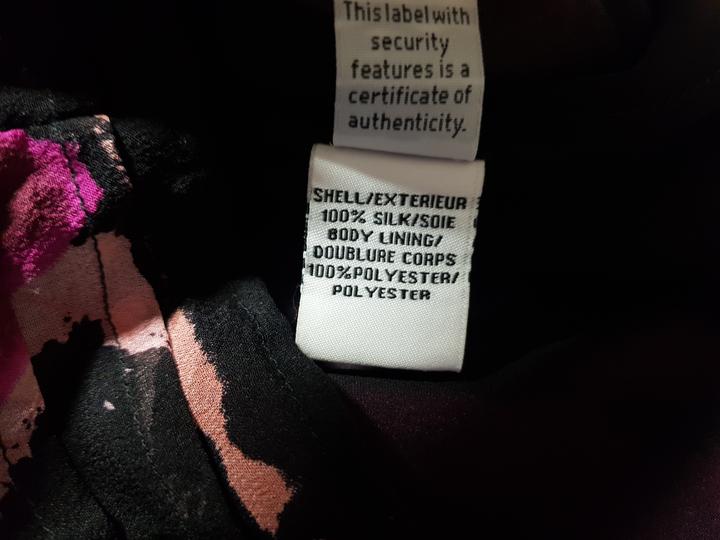 This label with
security
features is a
certificate of
authenticity.
SHELL/EXTERIEUR
100% SILK/SOIE
BODY LINING/
DOUBLURE CORPS
100%POLYESTER/
POLYESTER